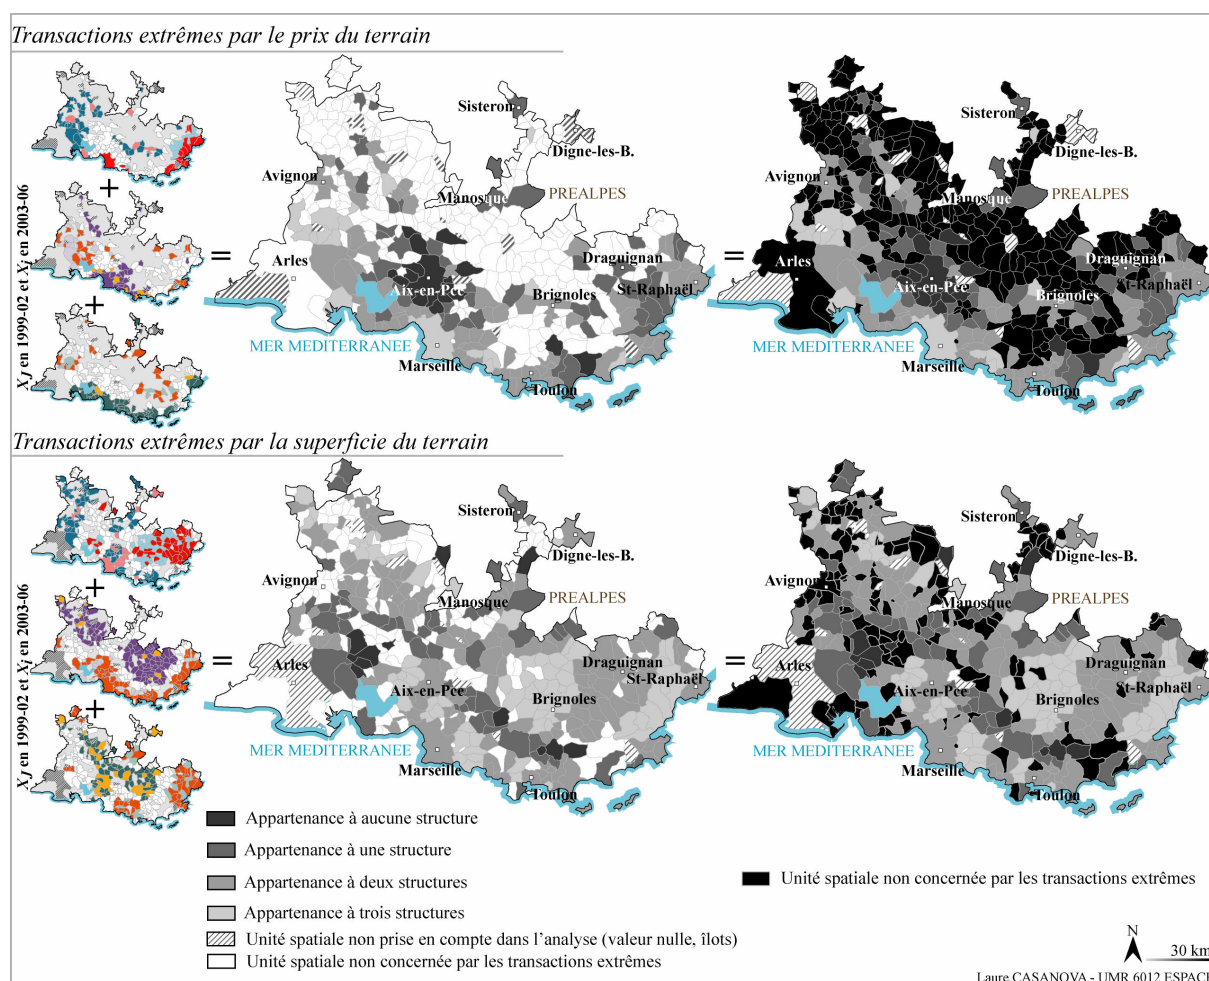 Transactions extrêmes par le prix du terrain
XJ en 1999-02 et Xi en 2003-06
+
+
=
Sisteron
Digne-les-B.
Avignon
Manosque
PREALPES
Arles
Draguignan
Aix-en-Pce
Brignoles
St-Raphaël
MER MEDITERRANEE
Marseille
Toulon
=
Sisteron
Digne-les-B.
Avignon
Manosque
PREALPES
Arles
Draguignan
Aix-en-Pce
Brignoles
St-Raphaël
MER MEDITERRANEE
Marseille
Toulon
Transactions extrêmes par la superficie du terrain
XJ en 1999-02 et Xi en 2003-06
+
+
=
Sisteron
Digne-les-B.
Avignon
Manosque
PREALPES
Arles
Draguignan
St-Raphaël
Aix-en-Pce
Brignoles
MER MEDITERRANEE
Marseille
Toulon
=
Sisteron
Digne-les-B.
Avignon
Manosque
PREALPES
Arles
Draguignan
St-Raphaël
Aix-en-Pce
Brignoles
MER MEDITERRANEE
Marseille
Toulon
Appartenance à aucune structure
Appartenance à une structure
Appartenance à deux structures
Appartenance à trois structures
Unité spatiale non prise en compte dans l'analyse (valeur nulle, îlots)
Unité spatiale non concernée par les transactions extrêmes
Unité spatiale non concernée par les transactions extrêmes
N
30 km
Laure CASANOVA - UMR 6012 ESPACE